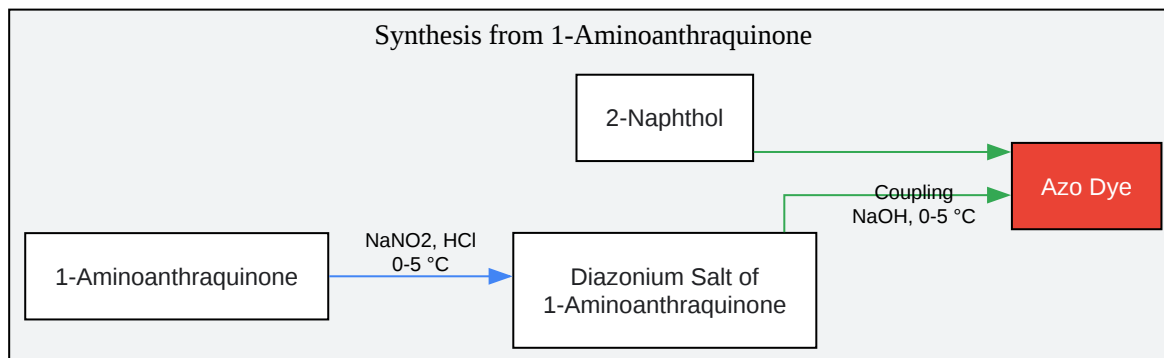 Synthesis from 1-Aminoanthraquinone
2-Naphthol
Azo Dye
Coupling
NaOH, 0-5 °C
NaNO2, HCl
0-5 °C
1-Aminoanthraquinone
Diazonium Salt of
1-Aminoanthraquinone